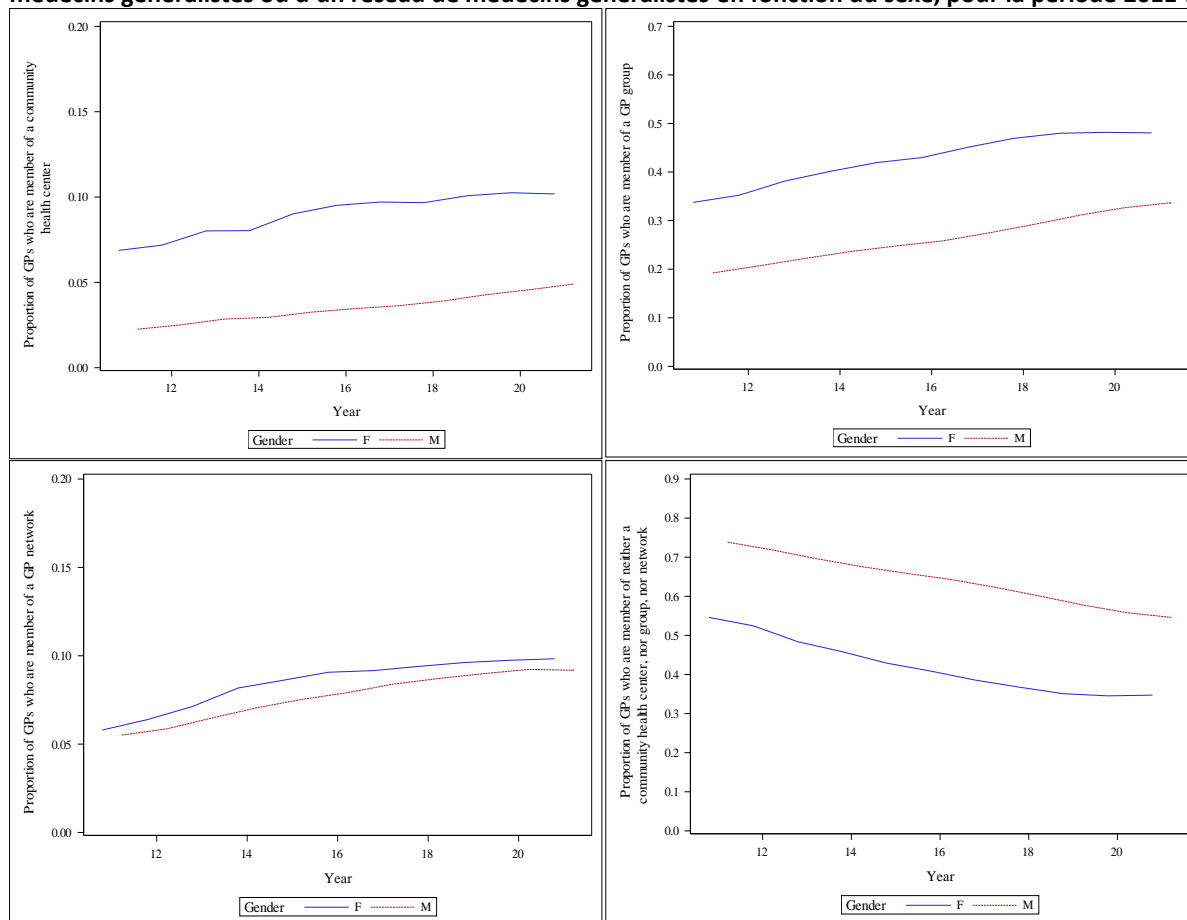 médecins généralistes ou à un réseau de médecins généralistes en fonction du sexe, pour la période 2011
Proportion of GPs who are member of a community
health center
0.20
0.15
0.10
0.05
0.00
12 14 16 18 20
Year
Gender F M
Proportion of GPs who are member of a GP group
0.7
0.6
0.5
0.4
0.3
0.2
0.1
0.0
12 14 16 18 20
Year
Gender F M
Proportion of GPs who are member of a GP network
0.20
0.15
0.10
0.05
0.00
12 14 16 18 20
Year
Gender F M
Proportion of GPs who are member of neither a
community health center, nor group, nor network
0.9
0.8
0.7
0.6
0.5
0.4
0.3
0.2
0.1
0.0
12 14 16 18 20
Year
Gender F M